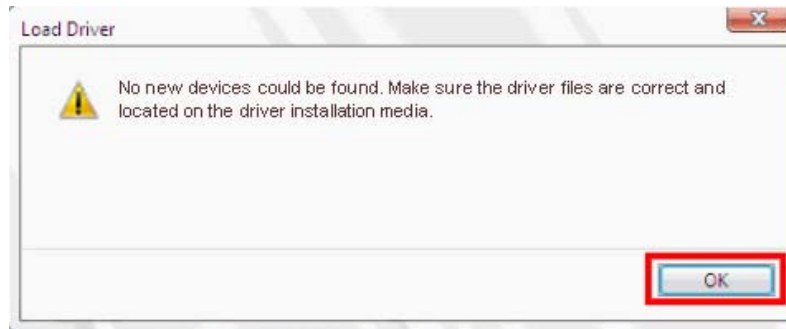 Load Driver
No new devices could be found. Make sure the driver files are correct and
located on the driver installation media.
OK